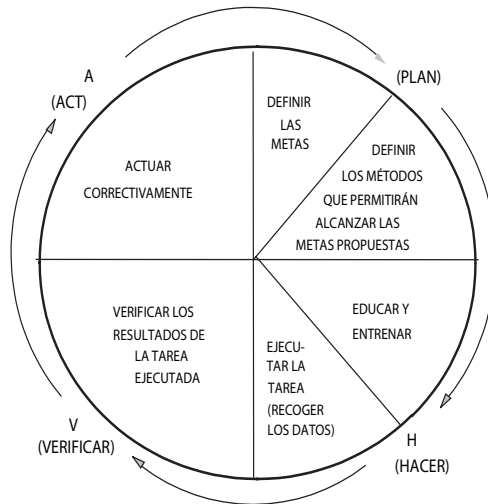 A
(ACT)
(PLAN)
DEFINIR
LAS
METAS
DEFINIR
LOS MÉTODOS
QUE PERMITIRÁN
ALCANZAR LAS
METAS PROPUESTAS
ACTUAR
CORRECTIVAMENTE
VERIFICAR LOS
RESULTADOS DE
LA TAREA
EJECUTADA
EJECU-
TAR LA
TAREA
(RECOGER
LOS DATOS)
EDUCAR Y
ENTRENAR
V
(VERIFICAR)
H
(HACER)